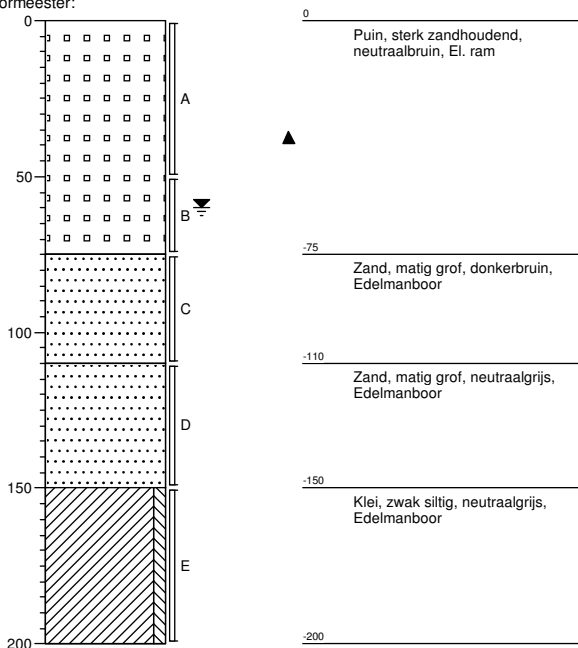 0
50
100
150
200
A
B
C
D
E
0
Puin, sterk zandhoudend,
neutraalbruin, El. ram
-75
Zand, matig grof, donkerbruin,
Edelmanboor
-110
Zand, matig grof, neutraalgrijs,
Edelmanboor
-150
Klei, zwak siltig, neutraalgrijs,
Edelmanboor
-200